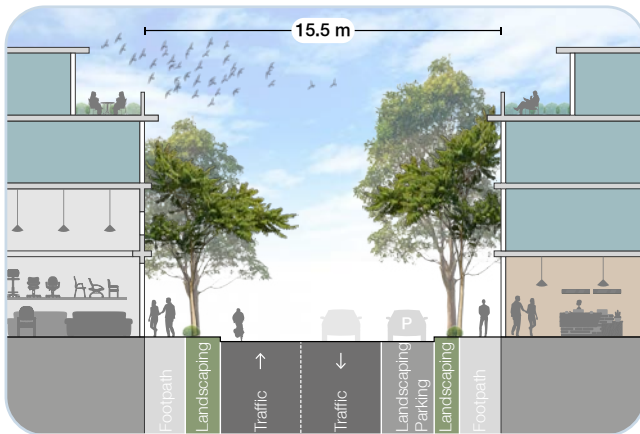 15.5 m
P
Footpath
Landscaping
Traffic
Traffic
Landscaping
Parking
Landscaping
Footpath